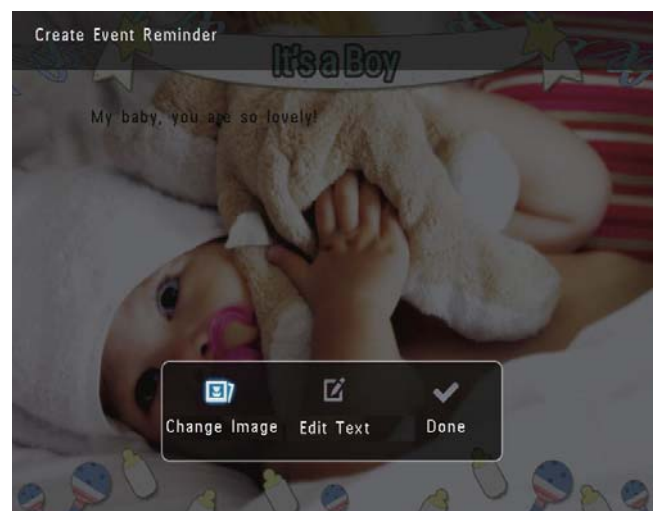 Create Event Reminder
It's a Boy
My baby, you are so lovely!
Change Image
Edit Text
Done